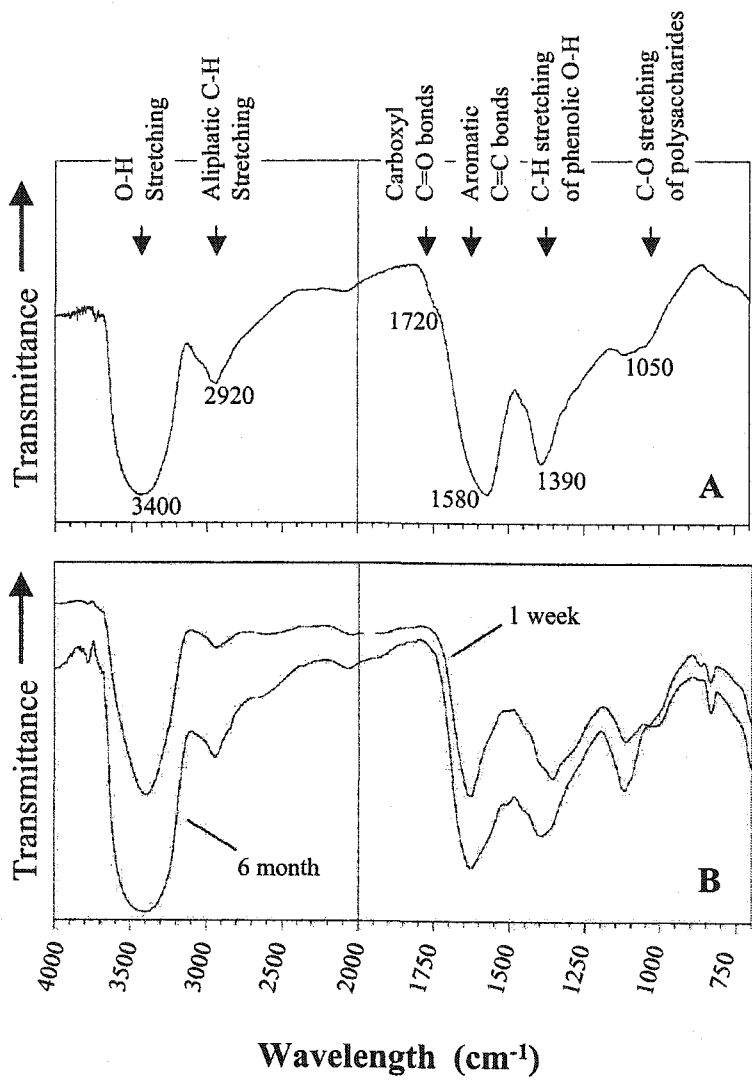 O-H
Stretching
Aliphatic C-H
Stretching
Carboxyl
C=O bonds
Aromatic
C=C bonds
C-H stretching
of phenolic O-H
C-O stretching
of polysaccharides
Transmittance
3400
2920
1720
1580
1390
1050
A
Transmittance
1 week
6 month
B
4000
3500
3000
2500
2000
1750
1500
1250
1000
750
Wavelength (cm-1)